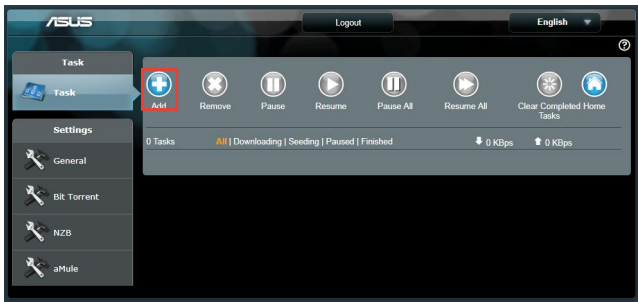 ASUS
Logout
English
Task
Task
Add
Remove
Pause
Resume
Pause All
Resume All
Clear Completed Tasks
Home
0 Tasks
All | Downloading | Seeding | Paused | Finished
0 KBps
0 KBps
Settings
General
Bit Torrent
NZB
aMule